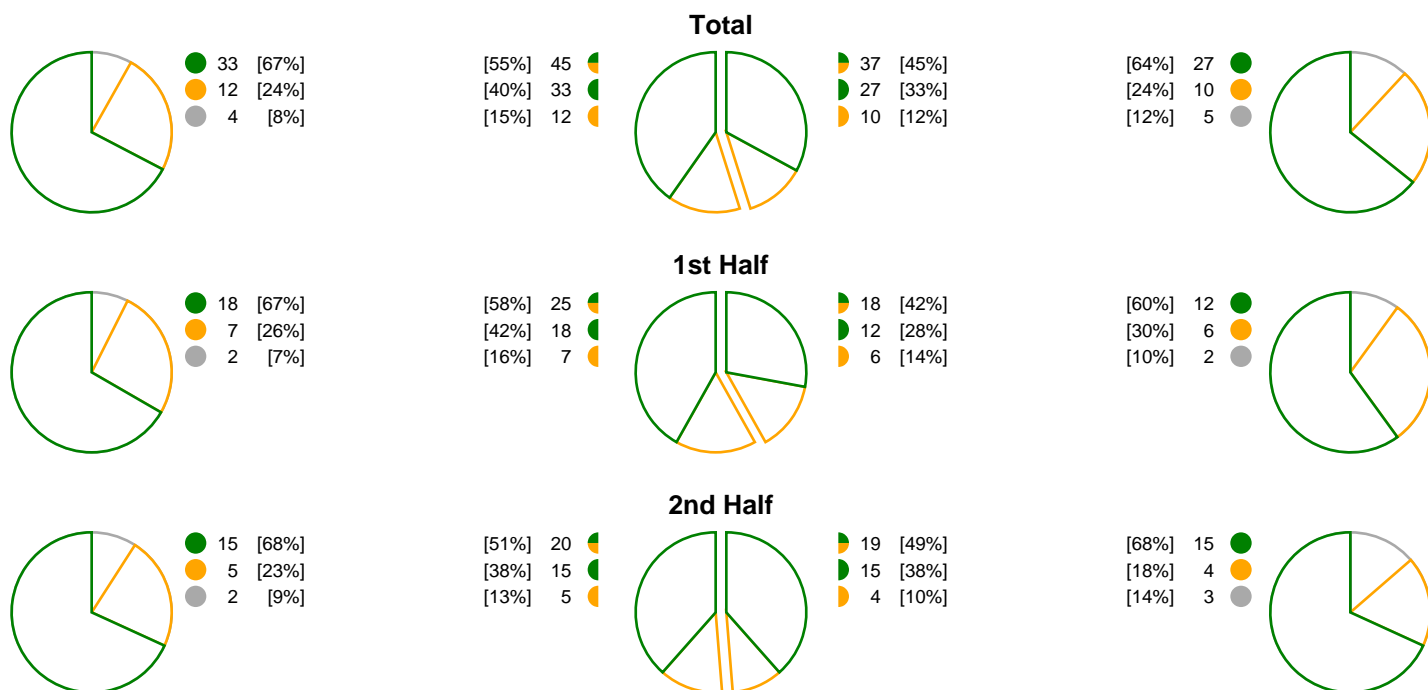 Total
33 [67%] [55%] 45 37 [45%] [64%] 27
12 [24%] [40%] 33 27 [33%] [24%] 10
4 [8%] [15%] 12 10 [12%] [12%] 5
1st Half
18 [67%] [58%] 25 18 [42%] [60%] 12
7 [26%] [42%] 18 12 [28%] [30%] 6
2 [7%] [16%] 7 6 [14%] [10%] 2
2nd Half
15 [68%] [51%] 20 19 [49%] [68%] 15
5 [23%] [38%] 15 15 [38%] [18%] 4
2 [9%] [13%] 5 4 [10%] [14%] 3